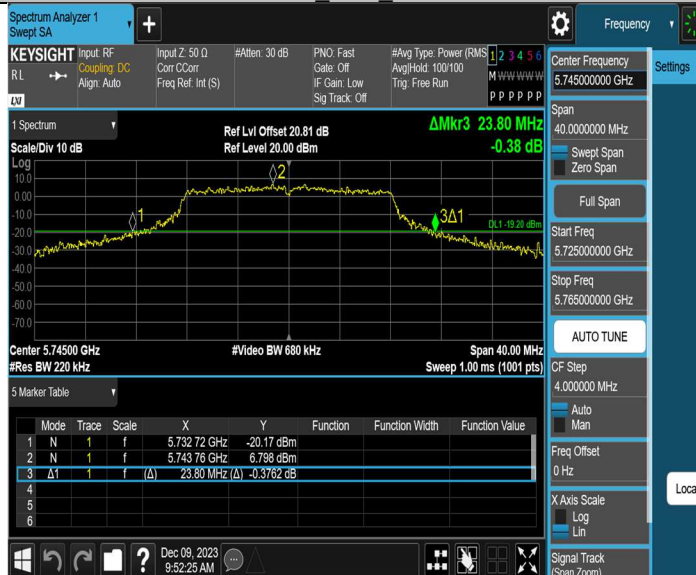 Spectrum Analyzer 1
Swept SA
Frequency
KEYSIGHT
RL
LXI
Input: RF
Coupling: DC
Align: Auto
Input Z: 50 Ω
Corr CCorr
Freq Ref: Int (S)
#Atten: 30 dB
PNO: Fast
Gate: Off
IF Gain: Low
Sig Track: Off
#Avg Type: Power (RMS
Avg|Hold: 100/100
Trig: Free Run
1 2 3 4 5 6
M W W W W W
P P P P P P
1 Spectrum
Scale/Div 10 dB
Ref Lvl Offset 20.81 dB
Ref Level 20.00 dBm
ΔMkr3 23.80 MHz
-0.38 dB
Log
10.0
0.00
-10.0
-20.0
-30.0
-40.0
-50.0
-60.0
-70.0
1
2
3Δ1
DL1 -19.20 dBm
Center 5.74500 GHz
#Res BW 220 kHz
#Video BW 680 kHz
Span 40.00 MHz
Sweep 1.00 ms (1001 pts)
5 Marker Table
Mode Trace Scale X Y Function Function Width Function Value
1 N 1 f 5.732 72 GHz -20.17 dBm
2 N 1 f 5.743 76 GHz 6.798 dBm
3 Δ1 1 f (Δ) 23.80 MHz (Δ) -0.3762 dB
4
5
6
?
Dec 09, 2023
9:52:25 AM
Center Frequency
5.745000000 GHz
Settings
Span
40.0000000 MHz
Swept Span
Zero Span
Full Span
Start Freq
5.725000000 GHz
Stop Freq
5.765000000 GHz
AUTO TUNE
CF Step
4.000000 MHz
Auto
Man
Freq Offset
0 Hz
X Axis Scale
Log
Lin
Signal Track
(Span Zoom)
Loca